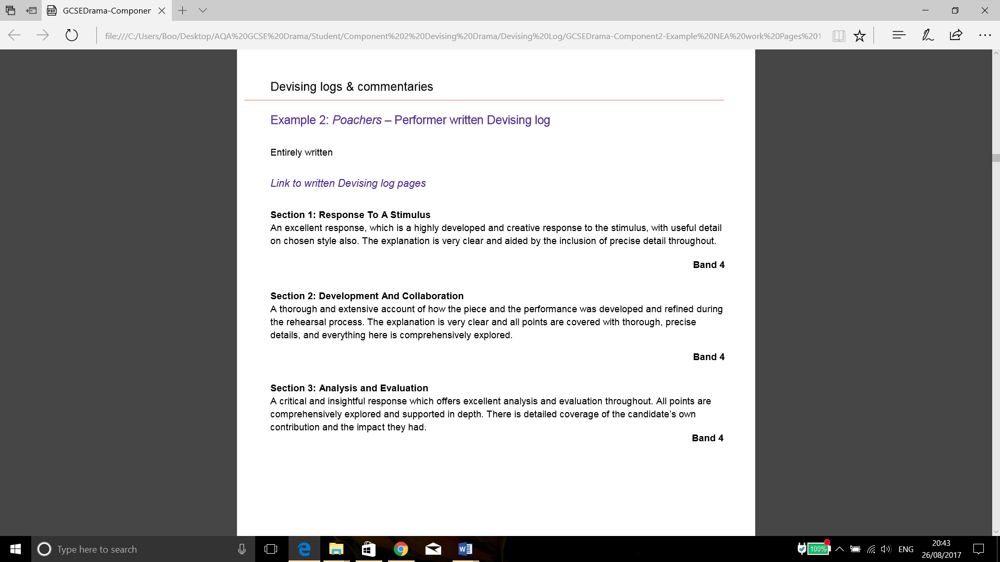 GCSEDrama-Componer
file:///C:/Users/Boo/Desktop/AQA%20GCSE%20Drama/Student/Component%202%20Devising%20Drama/Devising%20Log/GCSEDrama-Component2-Example%20NEA%20work%20Pages%201
Devising logs & commentaries
Example 2: Poachers – Performer written Devising log
Entirely written
Link to written Devising log pages
Section 1: Response To A Stimulus
An excellent response, which is a highly developed and creative response to the stimulus, with useful detail
on chosen style also. The explanation is very clear and aided by the inclusion of precise detail throughout.
Band 4
Section 2: Development And Collaboration
A thorough and extensive account of how the piece and the performance was developed and refined during
the rehearsal process. The explanation is very clear and all points are covered with thorough, precise
details, and everything here is comprehensively explored.
Band 4
Section 3: Analysis and Evaluation
A critical and insightful response which offers excellent analysis and evaluation throughout. All points are
comprehensively explored and supported in depth. There is detailed coverage of the candidate's own
contribution and the impact they had.
Band 4
Type here to search
100%
ENG
20:43
26/08/2017